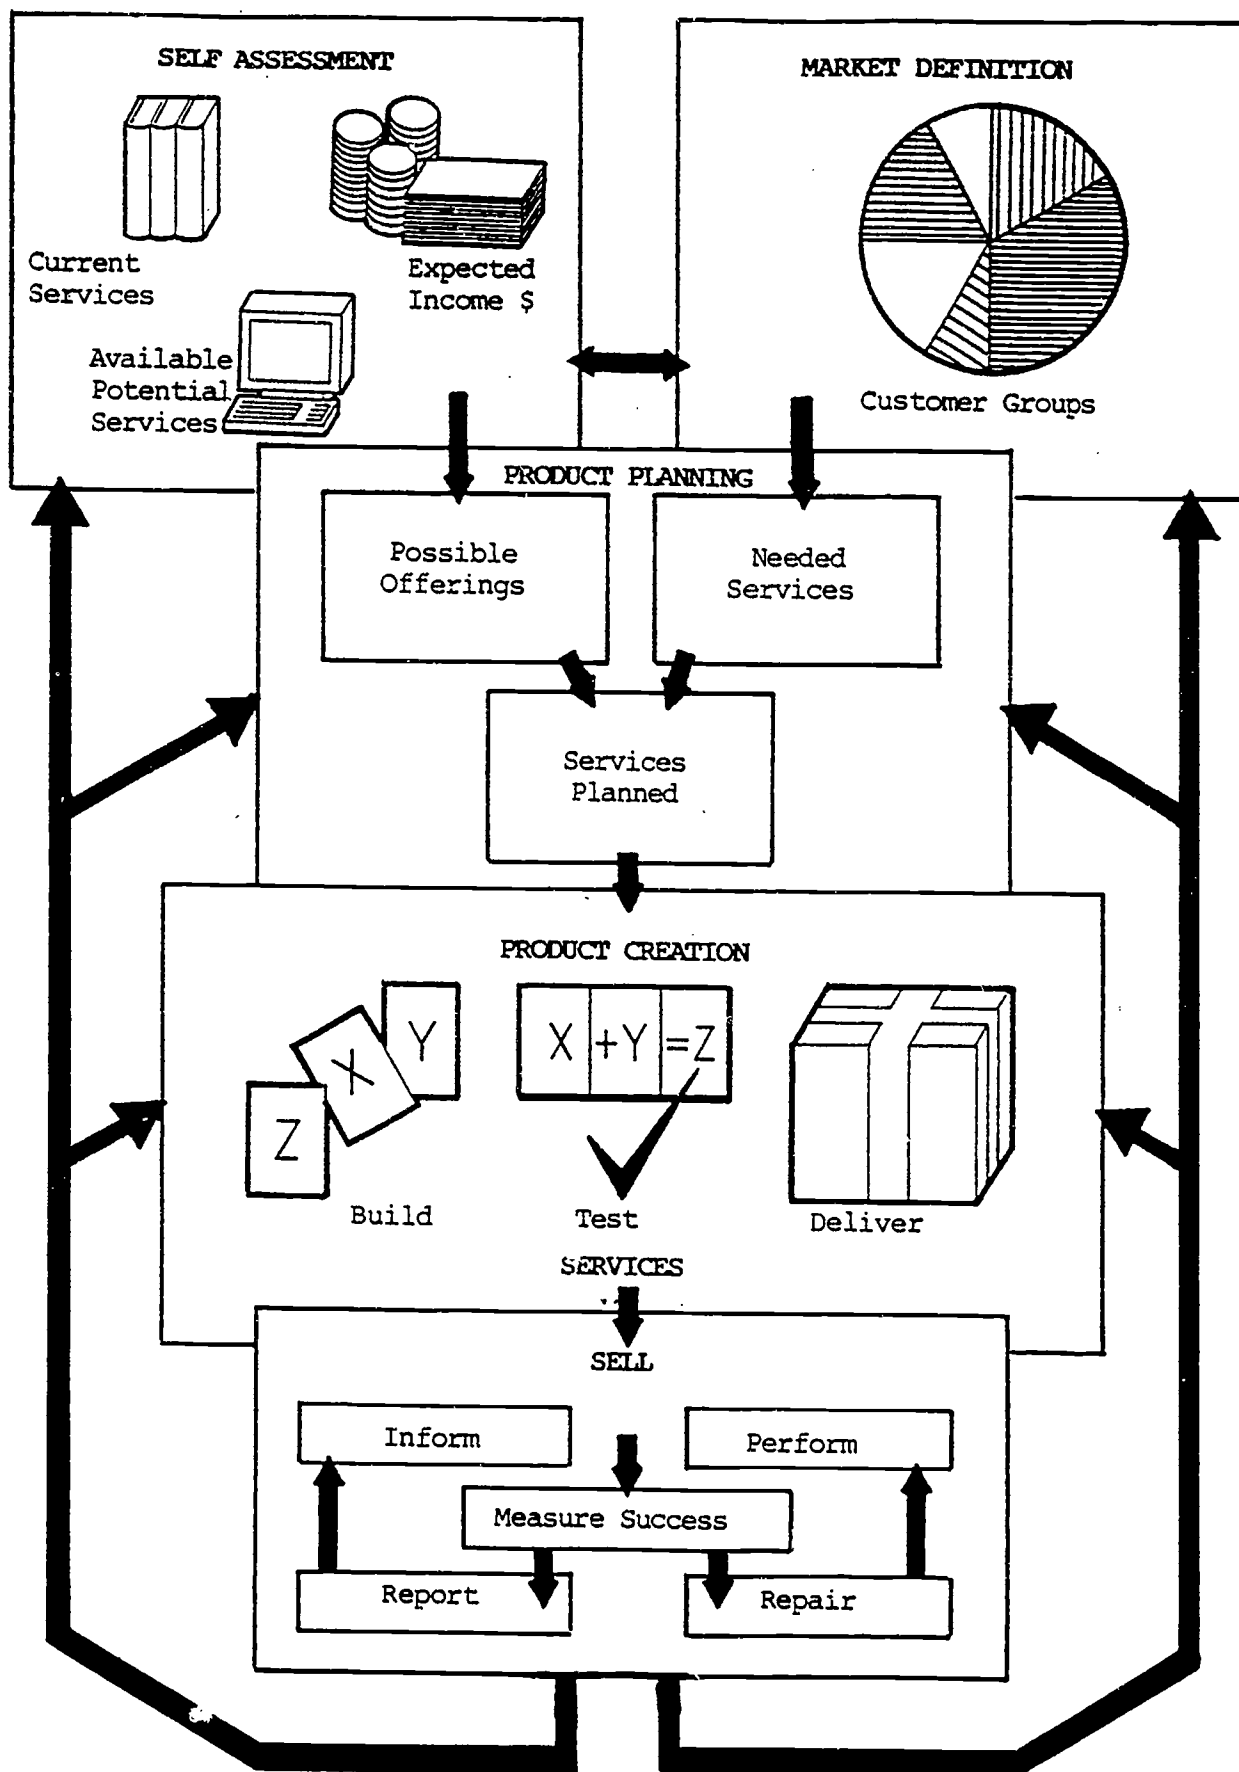 SELF ASSESSMENT
Current
Services
Expected
Income $
Available
Potential
Services
MARKET DEFINITION
Customer Groups
PRODUCT PLANNING
Possible
Offerings
Needed
Services
Services
Planned
PRODUCT CREATION
Z
X
Y
Build
X +Y =Z
Test
Deliver
SERVICES
SELL
Inform
Perform
Measure Success
Report
Repair